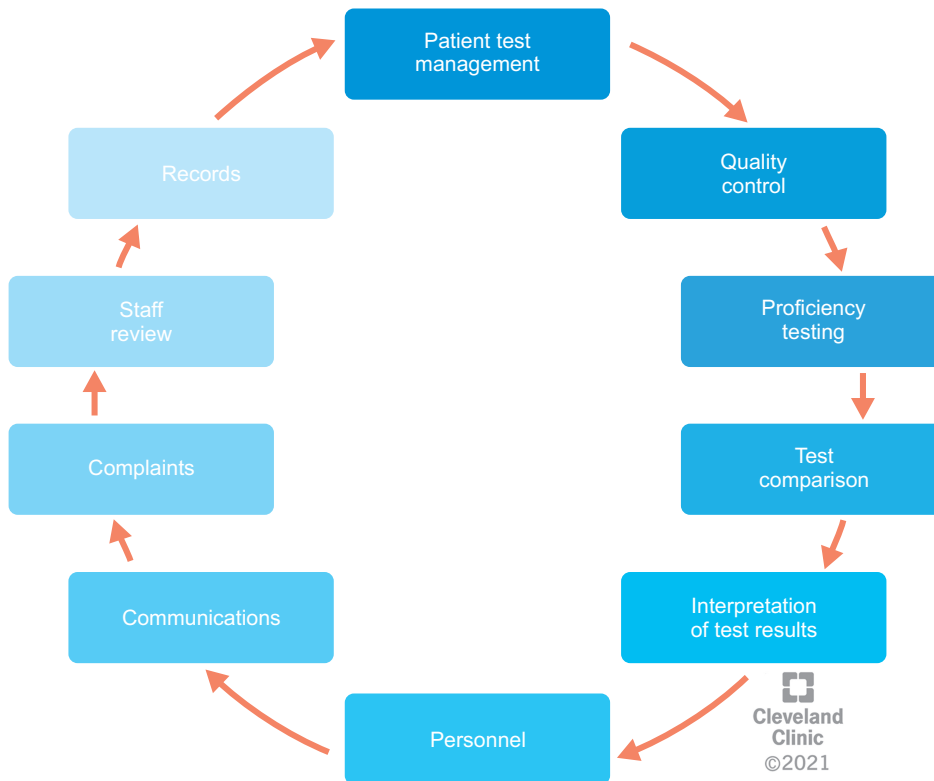 Patient test
management
Quality
control
Proficiency
testing
Test
comparison
Interpretation
of test results
Personnel
Communications
Complaints
Staff
review
Records
Cleveland
Clinic
©2021